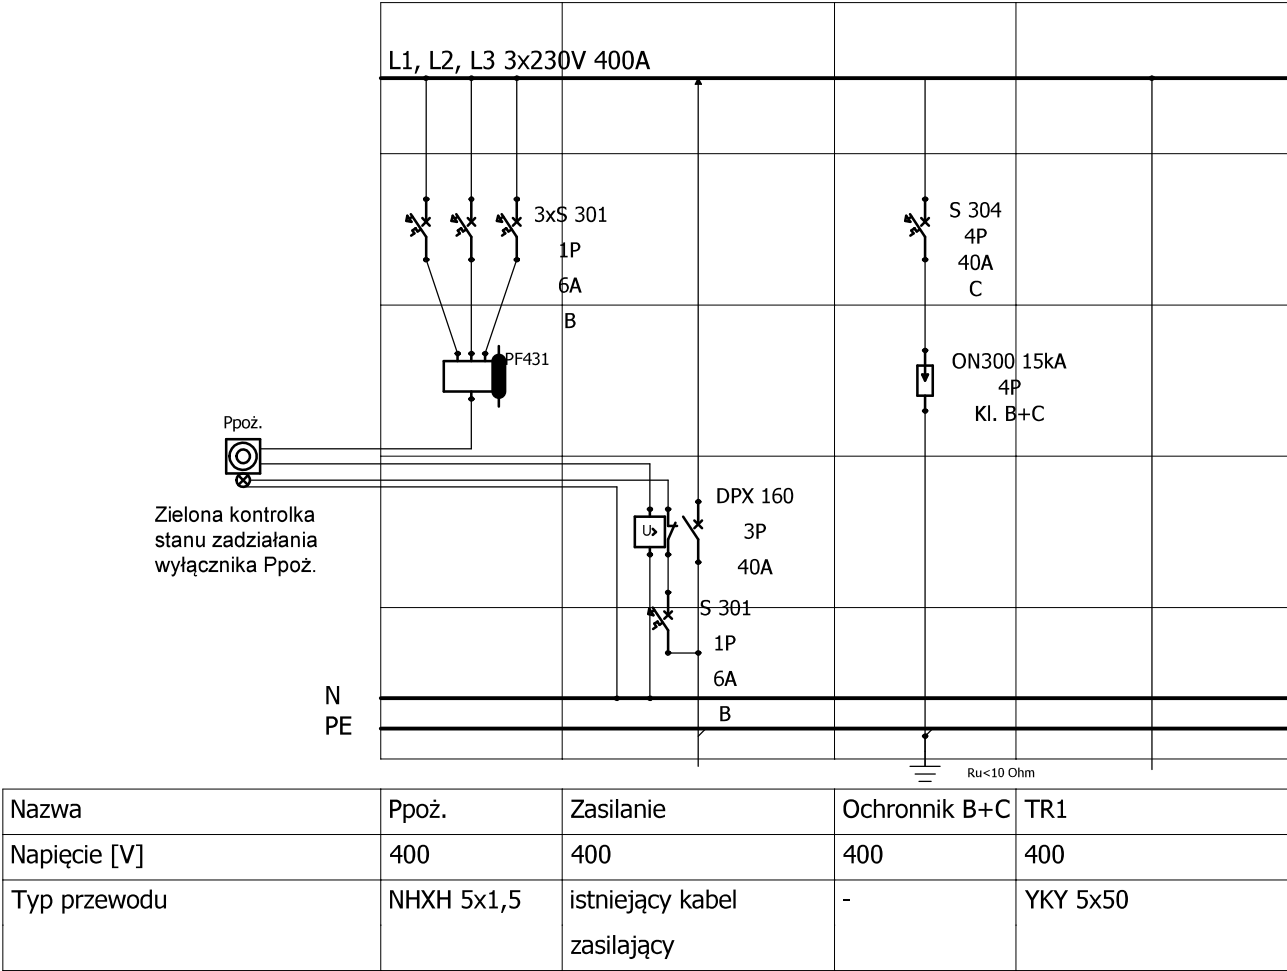 L1, L2, L3 3x230V 400A
3xS 301
1P
6A
B
S 304
4P
40A
C
PF431
ON300 15kA
4P
Kl. B+C
Ppoż.
Zielona kontrolka
stanu zadziałania
wyłącznika Ppoż.
U>
DPX 160
3P
40A
S 301
1P
6A
B
N
PE
Ru<10 Ohm
Nazwa Ppoż. Zasilanie Ochronnik B+C TR1
Napięcie [V] 400 400 400 400
Typ przewodu NHXH 5x1,5 istniejący kabel - YKY 5x50
zasilający